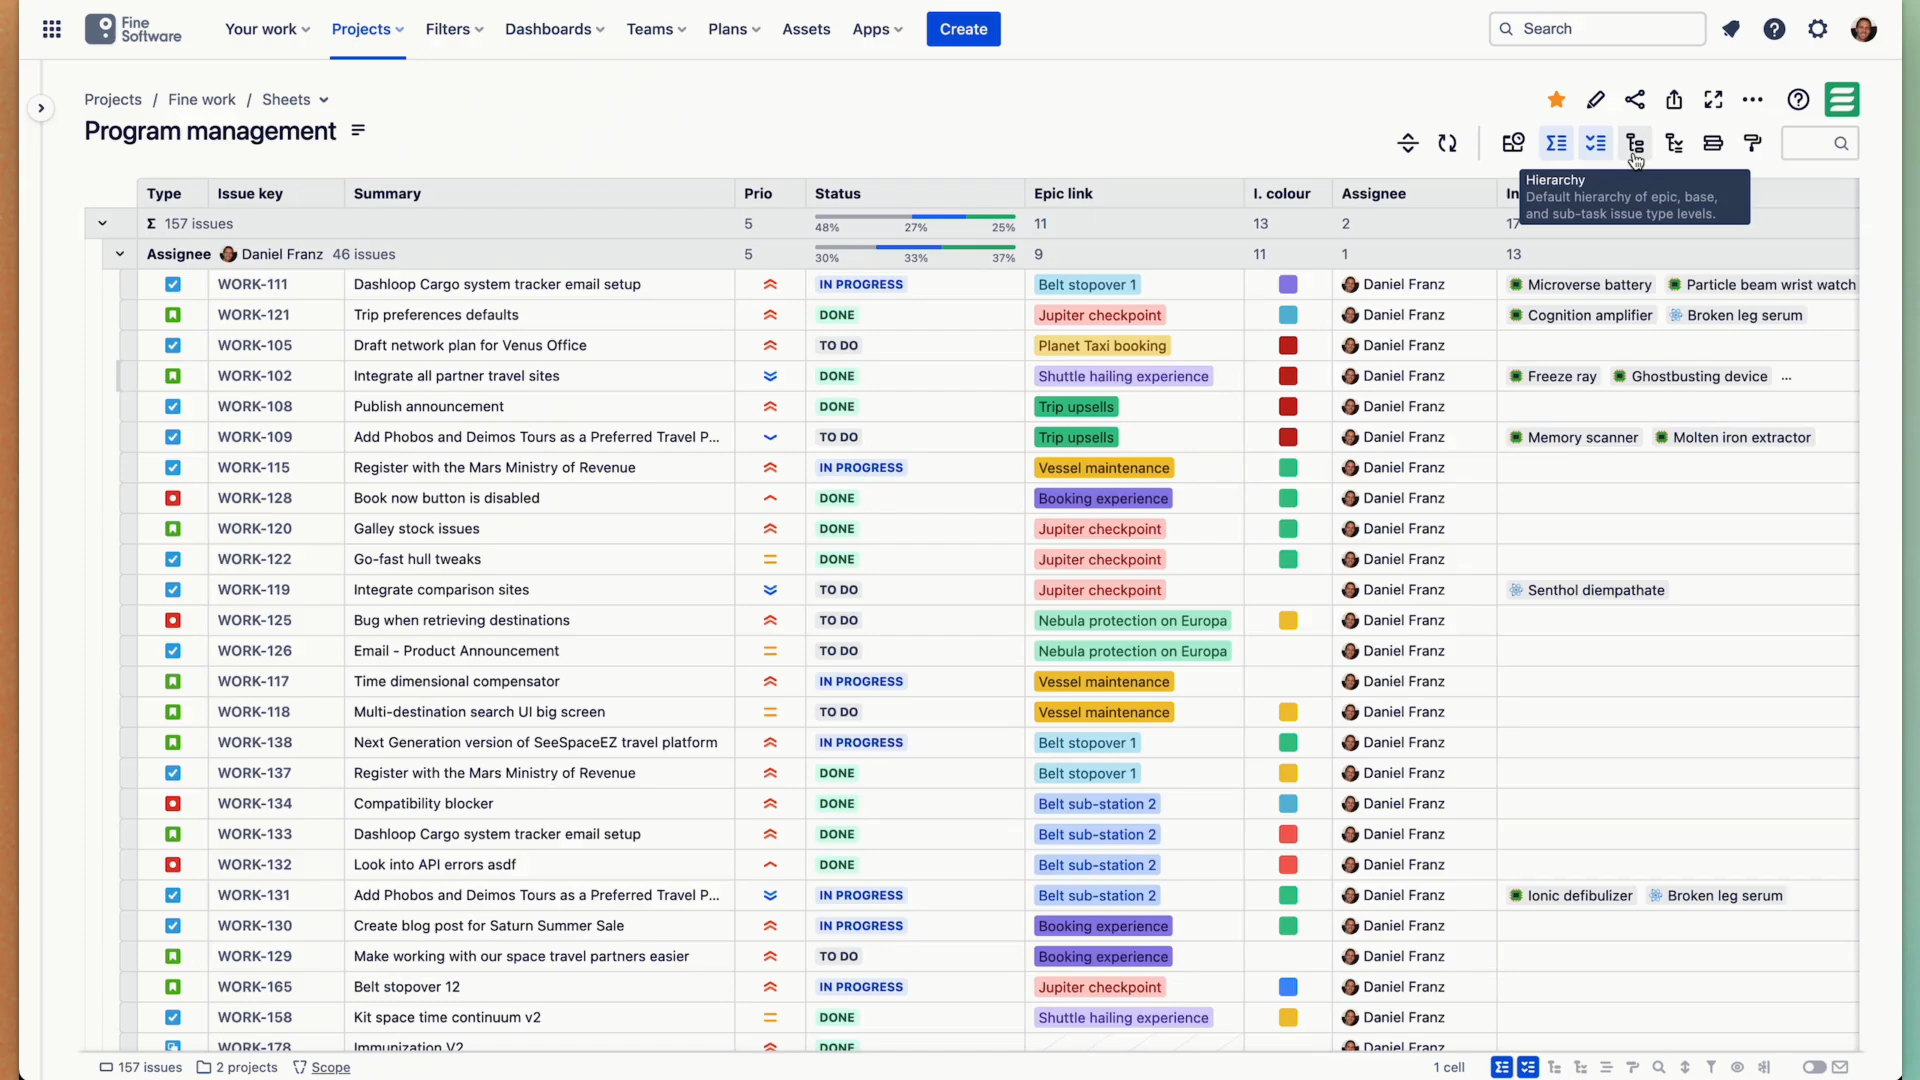 Fine Software
Your work
Projects
Filters
Dashboards
Teams
Plans
Assets
Apps
Create
Search
Projects / Fine work / Sheets
Program management
Hierarchy
Default hierarchy of epic, base,
and sub-task issue type levels.
Type Issue key Summary Prio Status Epic link I. colour Assignee In
Σ 157 issues 5 48% 27% 25% 11 13 2 17
Assignee Daniel Franz 46 issues 5 30% 33% 37% 9 11 1 13
WORK-111 Dashloop Cargo system tracker email setup IN PROGRESS Belt stopover 1 Daniel Franz Microverse battery Particle beam wrist watch
WORK-121 Trip preferences defaults DONE Jupiter checkpoint Daniel Franz Cognition amplifier Broken leg serum
WORK-105 Draft network plan for Venus Office TO DO Planet Taxi booking Daniel Franz
WORK-102 Integrate all partner travel sites DONE Shuttle hailing experience Daniel Franz Freeze ray Ghostbusting device ...
WORK-108 Publish announcement DONE Trip upsells Daniel Franz
WORK-109 Add Phobos and Deimos Tours as a Preferred Travel P... TO DO Trip upsells Daniel Franz Memory scanner Molten iron extractor
WORK-115 Register with the Mars Ministry of Revenue IN PROGRESS Vessel maintenance Daniel Franz
WORK-128 Book now button is disabled DONE Booking experience Daniel Franz
WORK-120 Galley stock issues DONE Jupiter checkpoint Daniel Franz
WORK-122 Go-fast hull tweaks DONE Jupiter checkpoint Daniel Franz
WORK-119 Integrate comparison sites TO DO Jupiter checkpoint Daniel Franz Senthol diempathate
WORK-125 Bug when retrieving destinations TO DO Nebula protection on Europa Daniel Franz
WORK-126 Email - Product Announcement TO DO Nebula protection on Europa Daniel Franz
WORK-117 Time dimensional compensator IN PROGRESS Vessel maintenance Daniel Franz
WORK-118 Multi-destination search UI big screen TO DO Vessel maintenance Daniel Franz
WORK-138 Next Generation version of SeeSpaceEZ travel platform IN PROGRESS Belt stopover 1 Daniel Franz
WORK-137 Register with the Mars Ministry of Revenue DONE Belt stopover 1 Daniel Franz
WORK-134 Compatibility blocker DONE Belt sub-station 2 Daniel Franz
WORK-133 Dashloop Cargo system tracker email setup DONE Belt sub-station 2 Daniel Franz
WORK-132 Look into API errors asdf DONE Belt sub-station 2 Daniel Franz
WORK-131 Add Phobos and Deimos Tours as a Preferred Travel P... IN PROGRESS Belt sub-station 2 Daniel Franz Ionic defibulizer Broken leg serum
WORK-130 Create blog post for Saturn Summer Sale IN PROGRESS Booking experience Daniel Franz
WORK-129 Make working with our space travel partners easier TO DO Booking experience Daniel Franz
WORK-165 Belt stopover 12 IN PROGRESS Jupiter checkpoint Daniel Franz
WORK-158 Kit space time continuum v2 DONE Shuttle hailing experience Daniel Franz
WORK-178 Immunization V2 DONE Daniel Franz
157 issues 2 projects Scope 1 cell